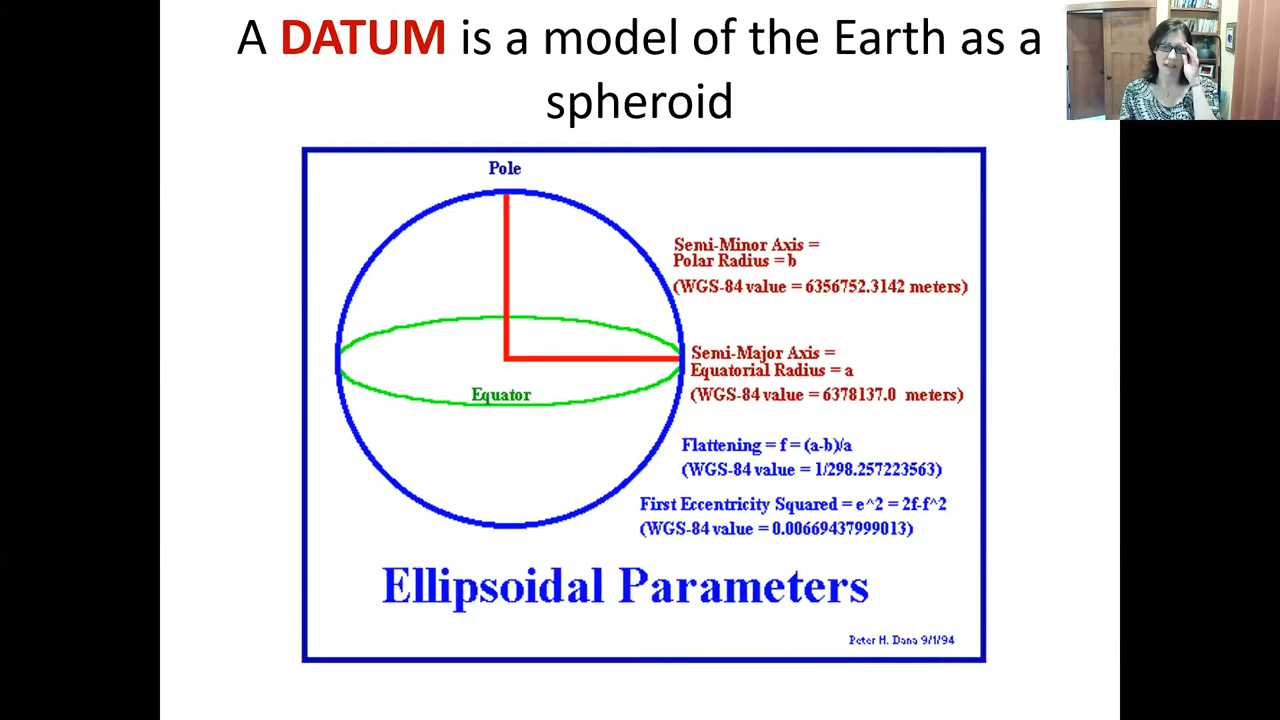 A DATUM is a model of the Earth as a
spheroid
Pole
Semi-Minor Axis =
Polar Radius = b
(WGS-84 value = 6356752.3142 meters)
Semi-Major Axis =
Equatorial Radius = a
(WGS-84 value = 6378137.0 meters)
Equator
Flattening = f = (a-b)/a
(WGS-84 value = 1/298.257223563)
First Eccentricity Squared = e^2 = 2f-f^2
(WGS-84 value = 0.00669437999013)
Ellipsoidal Parameters
Peter H. Dana 9/1/94